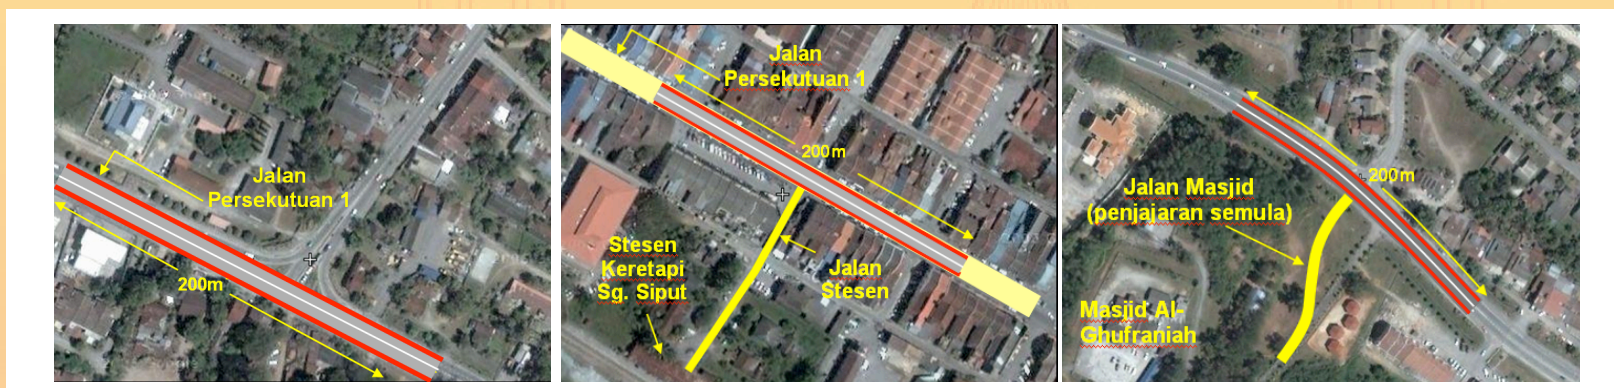 Jalan
Persekutuan 1
200m
Jalan
Persekutuan 1
200m
Stesen
Keretapi
Sg. Siput
Jalan
Stesen
200m
Jalan Masjid
(penjajaran semula)
Masjid Al-
Ghufraniah